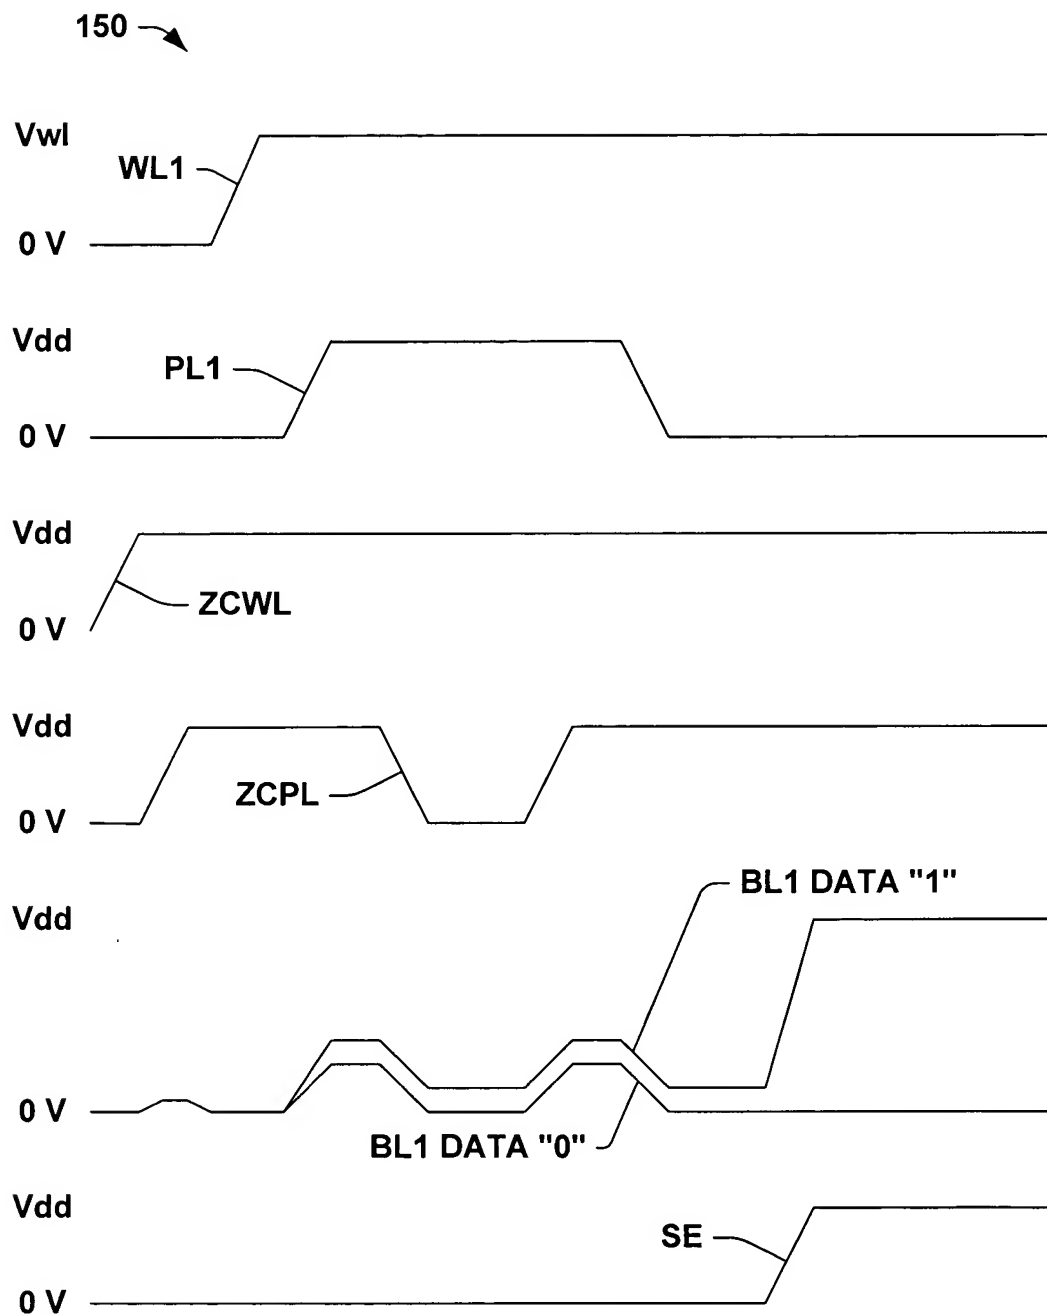 150
Vwl
WL1
0 V
Vdd
PL1
0 V
Vdd
ZCWL
0 V
Vdd
ZCPL
0 V
BL1 DATA "1"
Vdd
0 V
BL1 DATA "0"
Vdd
SE
0 V